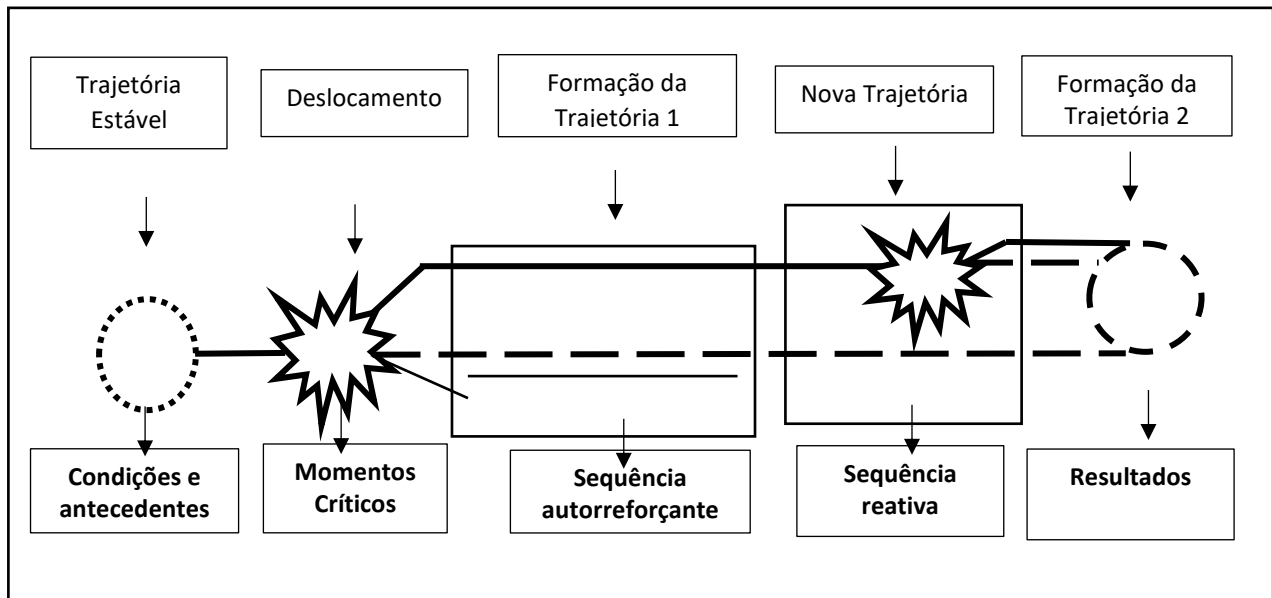 Trajetória
Estável
Deslocamento
Formação da
Trajetória 1
Nova Trajetória
Formação da
Trajetória 2
Condições e
antecedentes
Momentos
Críticos
Sequência
autorreforçante
Sequência
reativa
Resultados